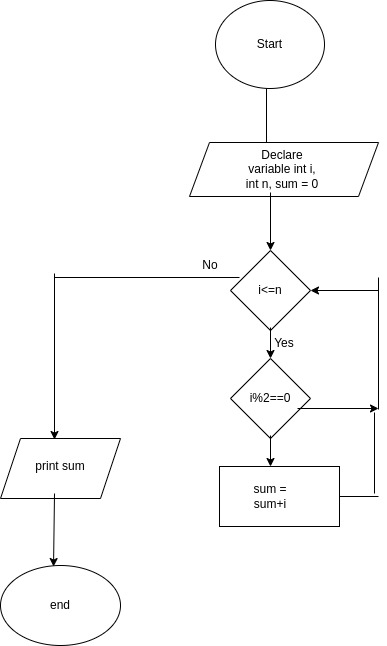 Start
Declare
variable int i,
int n, sum = 0
No
i<=n
Yes
i%2==0
print sum
sum =
sum+i
end